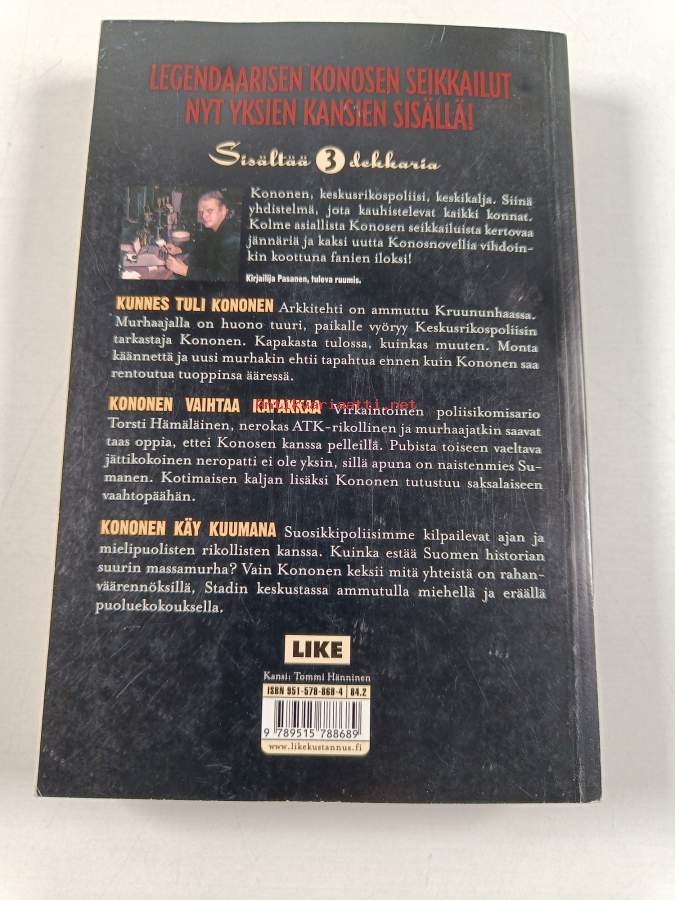 LEGENDAARISEN KONOSEN SEIKKAILUT
NYT YKSIEN KANSIEN SISÄLLÄ!
Sisältää 3 dekkaria
Kononen, keskusrikospoliisi, keskikalja. Siinä
yhdistelmä, jota kauhistelevat kaikki konnat.
Kolme asiallista Konosen seikkailuista kertovaa
jännäriä ja kaksi uutta Konosnovellia vihdoin-
kin koottuna fanien iloksi!
Kirjailija Pasanen, tuleva ruumis.
KUNNES TULI KONONEN Arkkitehti on ammuttu Kruununhaassa.
Murhaajalla on huono tuuri, paikalle vyöryy Keskusrikospoliisin
tarkastaja Kononen. Kapakasta tulossa, kuinkas muuten. Monta
käännettä ja uusi murhakin ehtii tapahtua ennen kuin Kononen saa
rentoutua tuoppinsa ääressä.
KONONEN VAIHTAA KAPAKKAA Virkaintoinen poliisikomisario
Torsti Hämäläinen, nerokas ATK-rikollinen ja murhaajatkin saavat
taas oppia, ettei Konosen kanssa pelleillä. Pubista toiseen vaeltava
jättikokoinen neropatti ei ole yksin, sillä apuna on naistenmies Su-
manen. Kotimaisen kaljan lisäksi Kononen tutustuu saksalaiseen
vaahtopäähän.
KONONEN KÄY KUUMANA Suosikkipoliisimme kilpailevat ajan ja
mielipuolisten rikollisten kanssa. Kuinka estää Suomen historian
suurin massamurha? Vain Kononen keksii mitä yhteistä on rahan-
väärennöksillä, Stadin keskustassa ammutulla miehellä ja eräällä
puoluekokouksella.
LIKE
Kansi: Tommi Hänninen
ISBN 951-578-868-4 84.2
9 789515 788689
www.likekustannus.fi